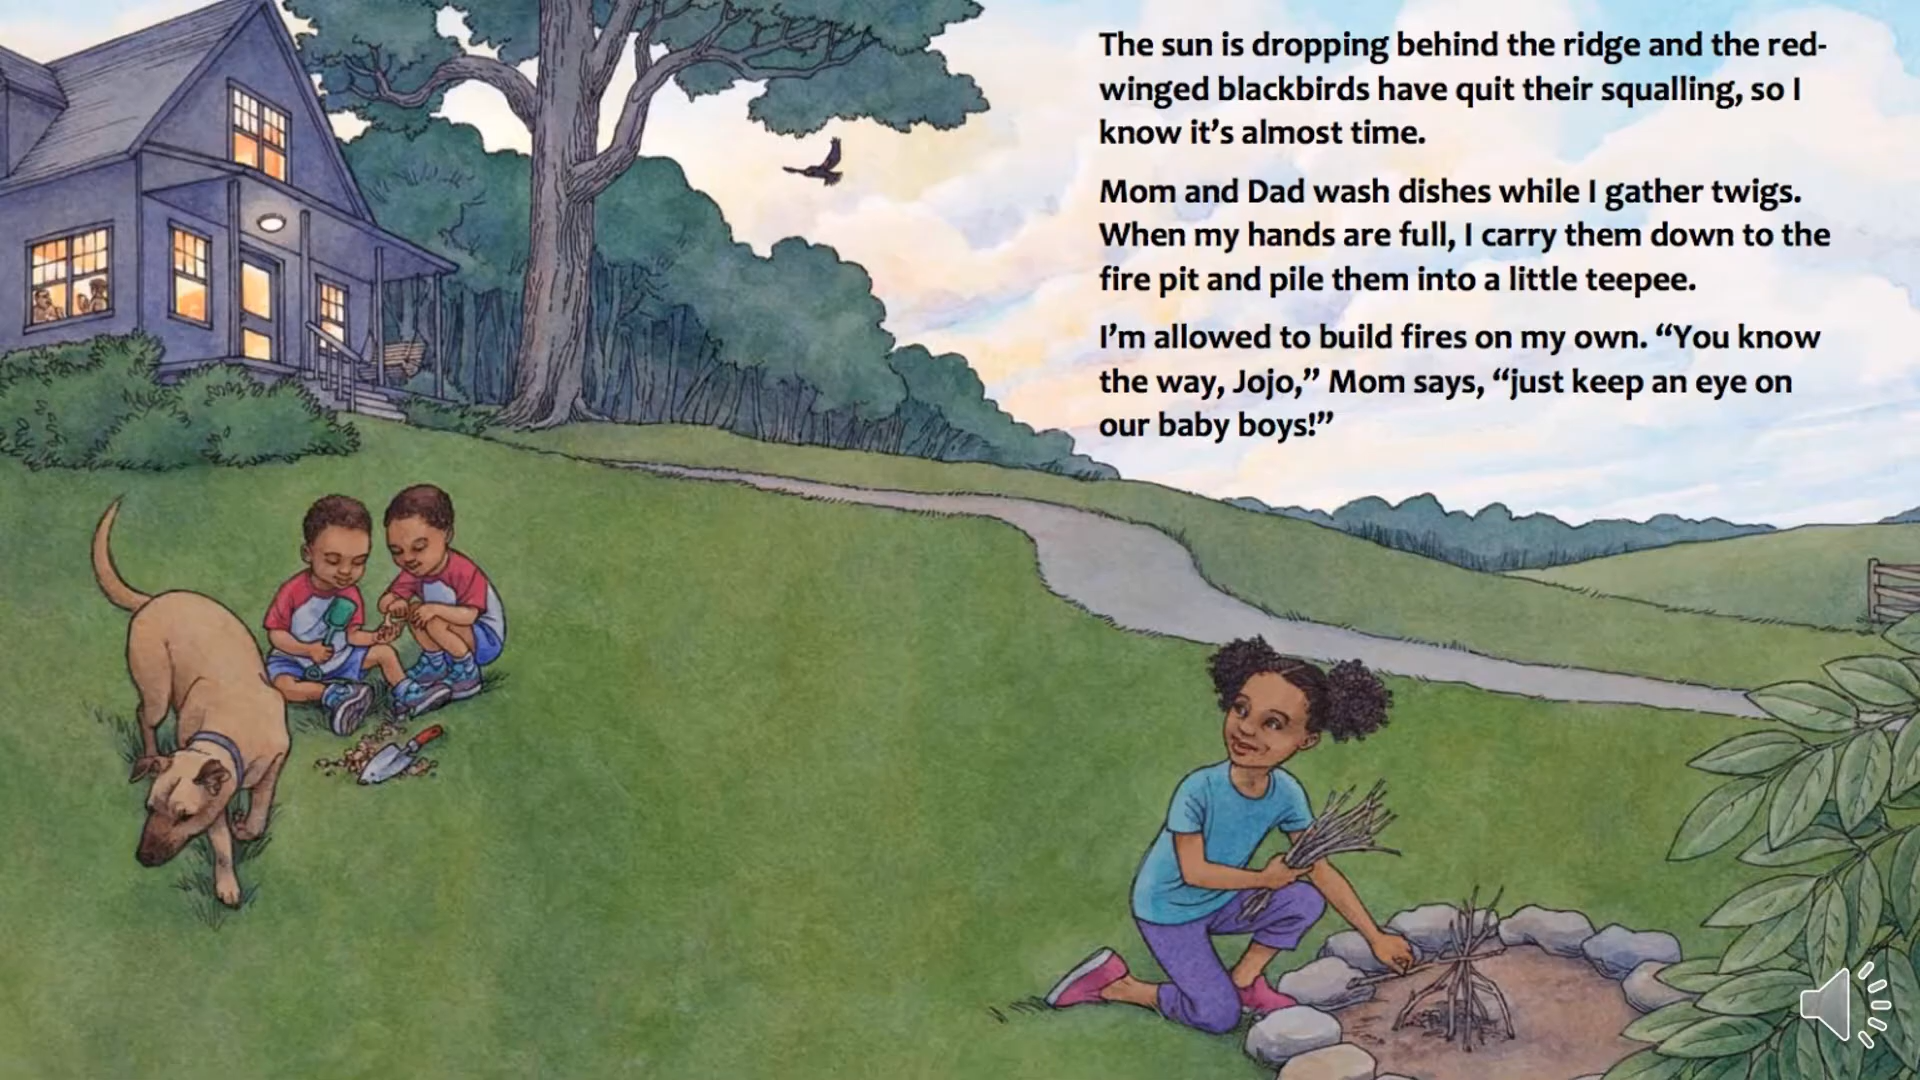 The sun is dropping behind the ridge and the red-
winged blackbirds have quit their squalling, so I
know it’s almost time.
Mom and Dad wash dishes while I gather twigs.
When my hands are full, I carry them down to the
fire pit and pile them into a little teepee.
I’m allowed to build fires on my own. “You know
the way, Jojo,” Mom says, “just keep an eye on
our baby boys!”